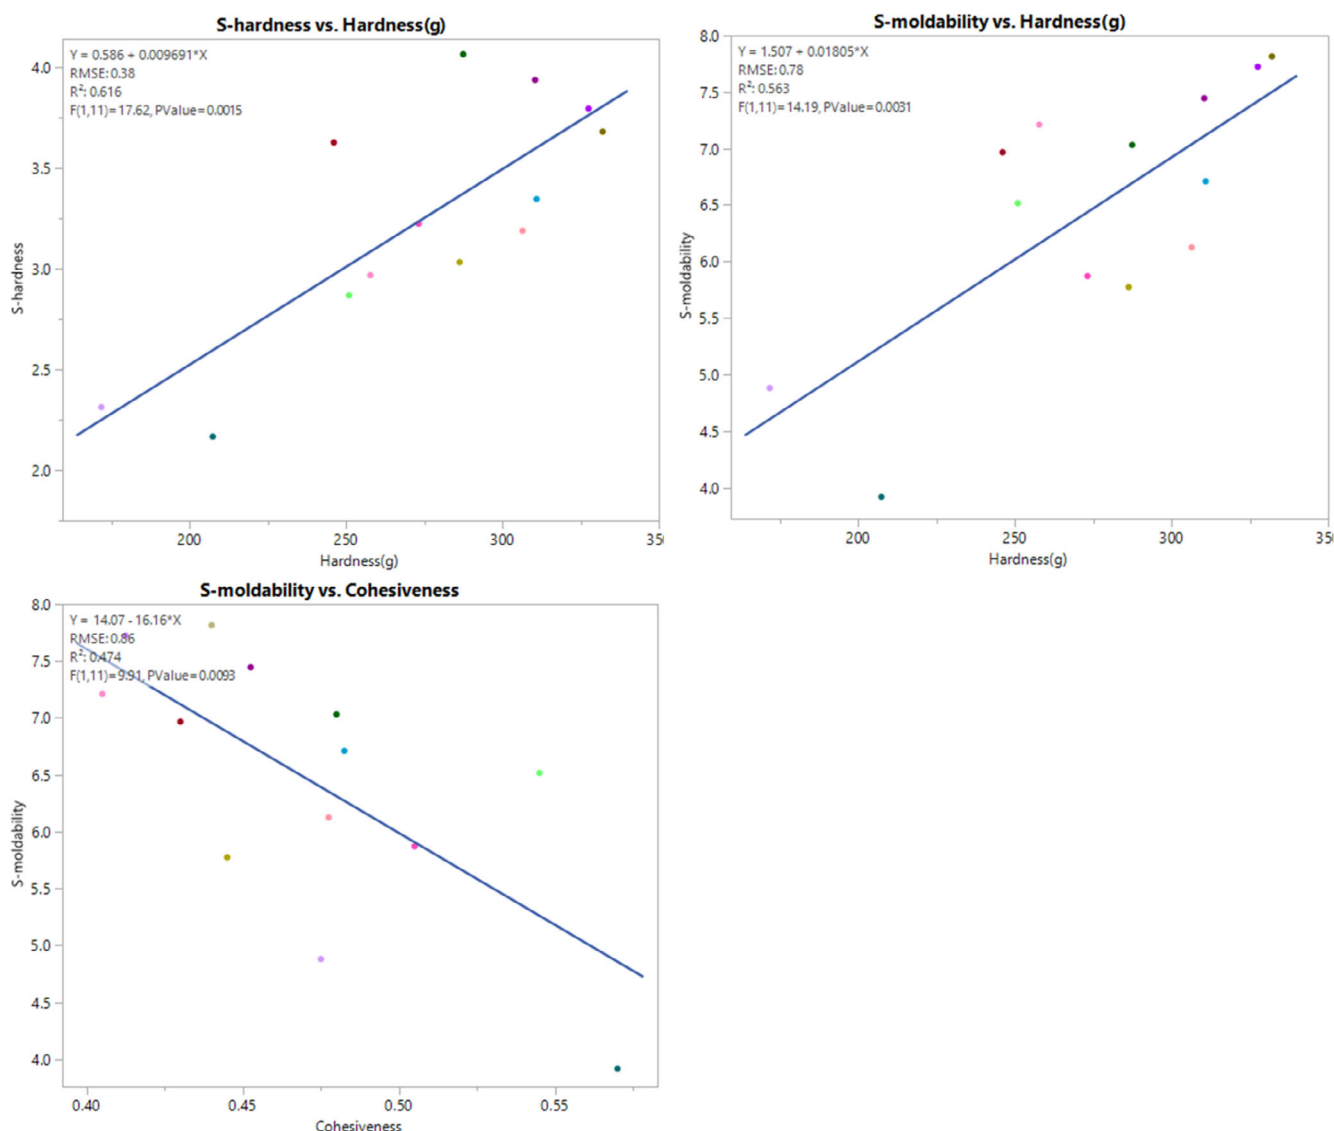 S-hardness vs. Hardness(g)
Y = 0.586 + 0.009691*X
RMSE: 0.38
R²: 0.616
F(1,11)=17.62, PValue=0.0015
4.0
3.5
3.0
2.5
2.0
S-hardness
200
250
300
35
Hardness(g)
S-moldability vs. Hardness(g)
Y = 1.507 + 0.01805*X
RMSE: 0.78
R²: 0.563
F(1,11)=14.19, PValue=0.0031
8.0
7.5
7.0
6.5
6.0
5.5
5.0
4.5
4.0
S-moldability
200
250
300
35
Hardness(g)
S-moldability vs. Cohesiveness
Y = 14.07 - 16.16*X
RMSE: 0.86
R²: 0.474
F(1,11)=9.91, PValue=0.0093
8.0
7.5
7.0
6.5
6.0
5.5
5.0
4.5
4.0
S-moldability
0.40
0.45
0.50
0.55
Cohesiveness